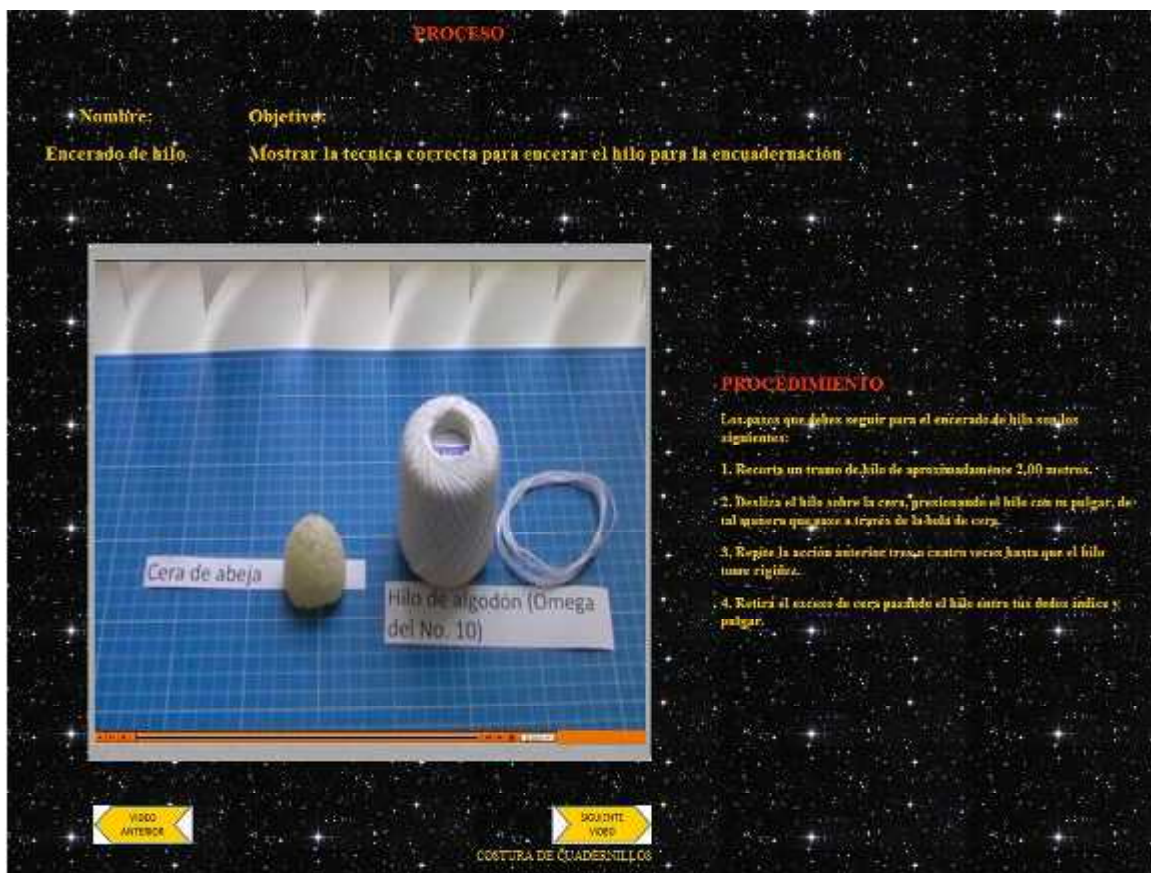 PROCESO
Nombre:
Objetivo:
Encerado de hilo
Mostrar la tecnica correcta para encerar el hilo para la encuadernación
Cera de abeja
Hilo de algodón (Omega
del No. 10)
PROCEDIMIENTO
Los pasos que debes seguir para el encerado de hilo son los
siguientes:
1. Recorta un tramo de hilo de aproximadamente 2,00 metros.
2. Desliza el hilo sobre la cera, presionando el hilo con tu pulgar, de
tal manera que pase a través de la bola de cera.
3. Repite la acción anterior tres o cuatro veces hasta que el hilo
tome rigidez.
4. Retira el exceso de cera pasando el hilo entre tus dedos índice y
pulgar.
VIDEO
ANTERIOR
SIGUIENTE
VIDEO
COSTURA DE CUADERNILLOS